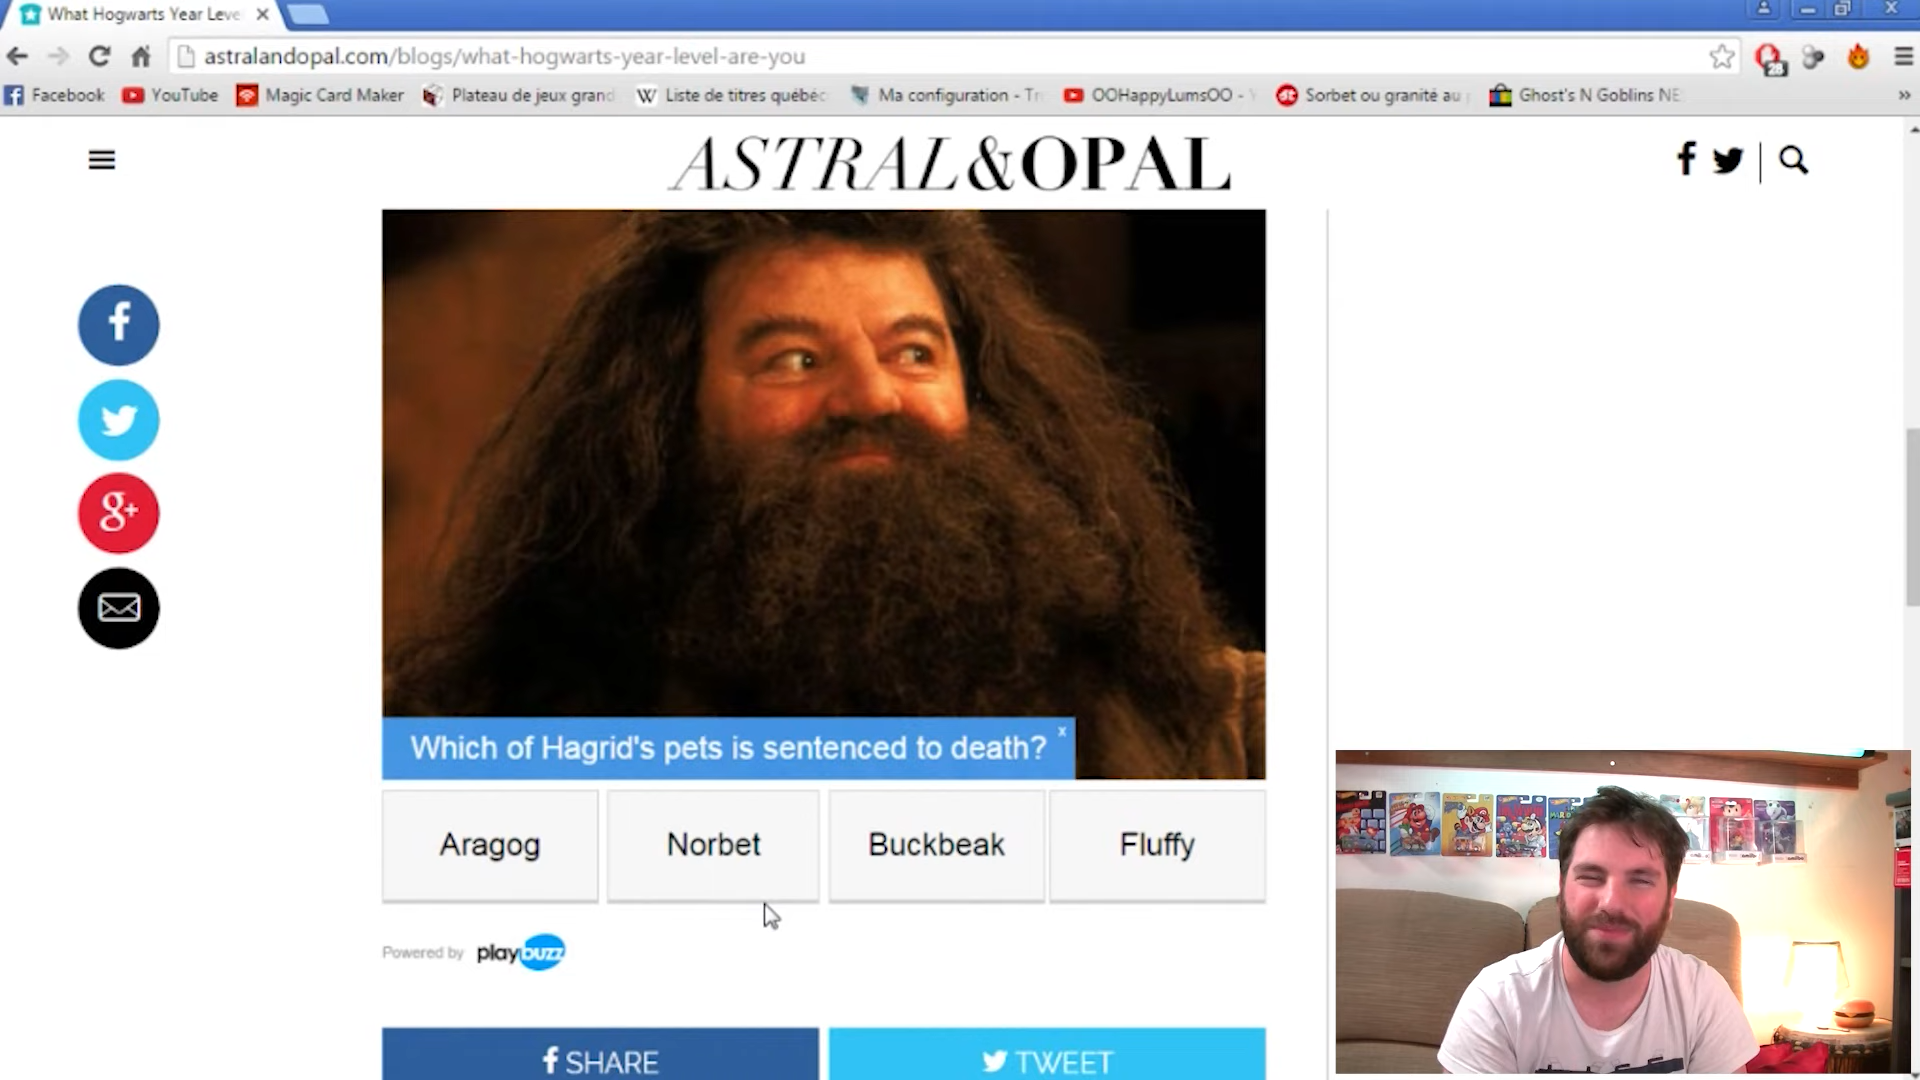 What Hogwarts Year Leve
astralandopal.com/blogs/what-hogwarts-year-level-are-you
28
Facebook
YouTube
Magic Card Maker
Plateau de jeux grand
Liste de titres québéc
Ma configuration - Tr
OOHappyLumsOO - Y
Sorbet ou granité au
Ghost's N Goblins NE
ASTRAL&OPAL
Which of Hagrid's pets is sentenced to death?
x
Aragog
Norbet
Buckbeak
Fluffy
Powered by playbuzz
SHARE
TWEET